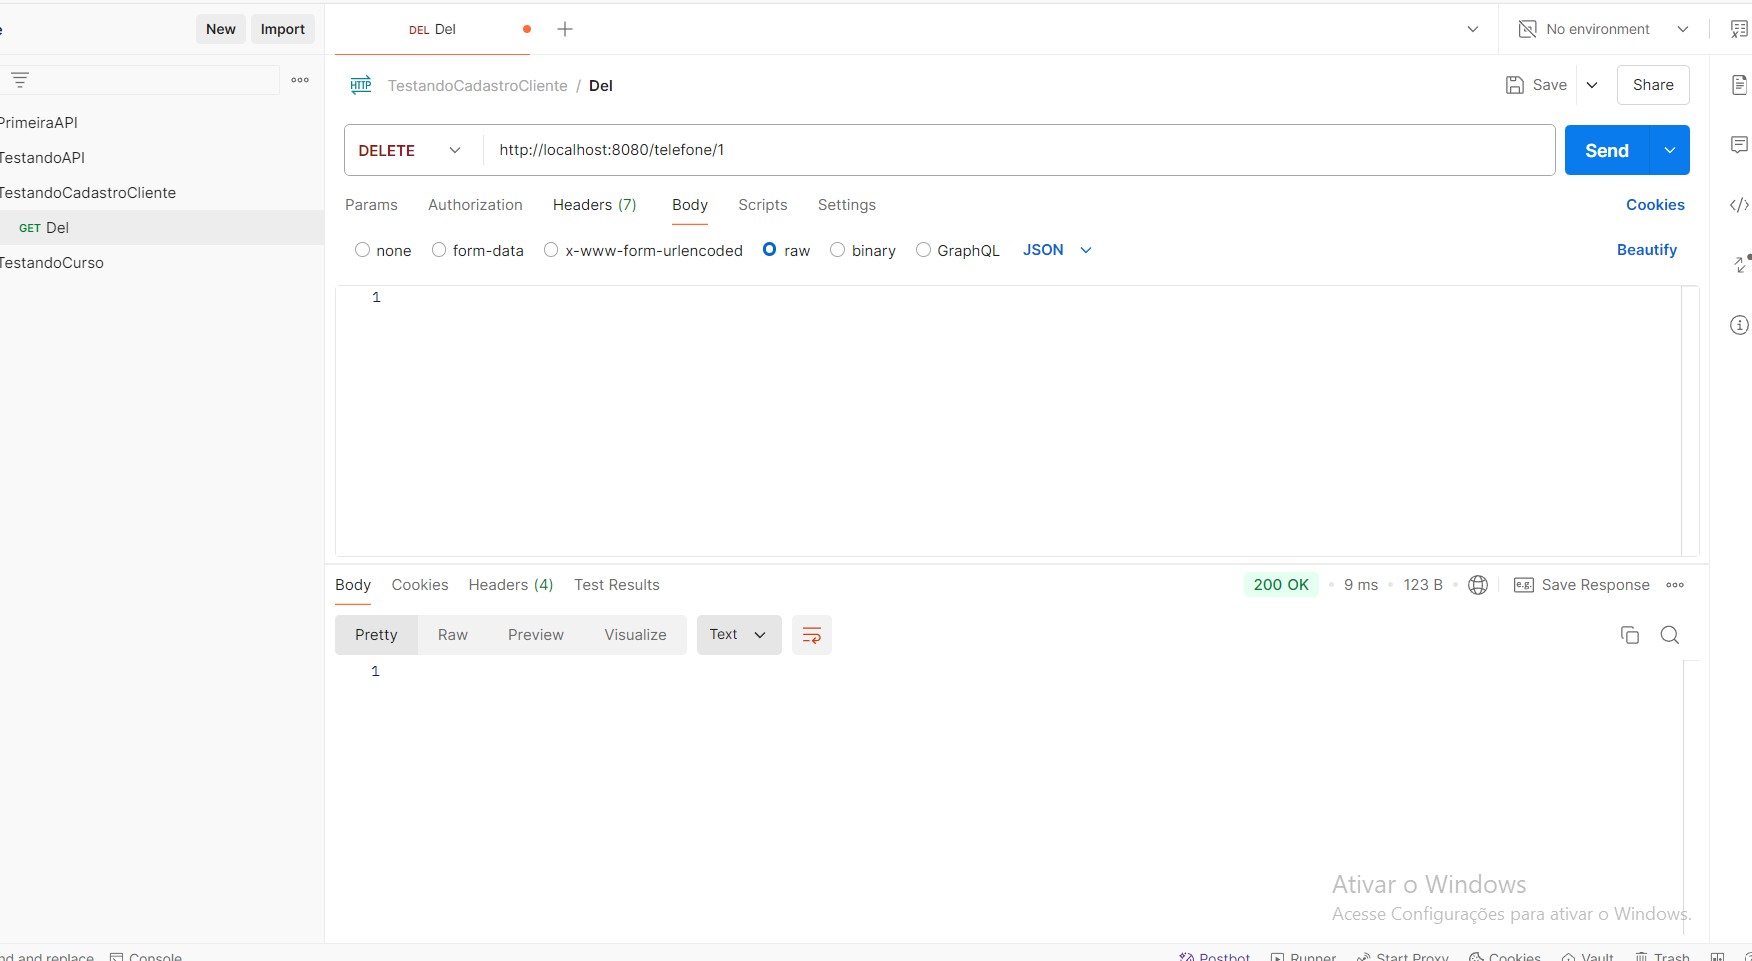 e
New
Import
DEL Del
No environment
HTTP TestandoCadastroCliente / Del
Save
Share
PrimeiraAPI
TestandoAPI
TestandoCadastroCliente
GET Del
TestandoCurso
DELETE
http://localhost:8080/telefone/1
Send
Params Authorization Headers (7) Body Scripts Settings
Cookies
none form-data x-www-form-urlencoded raw binary GraphQL JSON
Beautify
1
Body Cookies Headers (4) Test Results
200 OK • 9 ms • 123 B •
e.g. Save Response
Pretty Raw Preview Visualize Text
1
Ativar o Windows
Acesse Configurações para ativar o Windows.
nd and replace Console
Postbot Runner Start Proxy Cookies Vault Trash